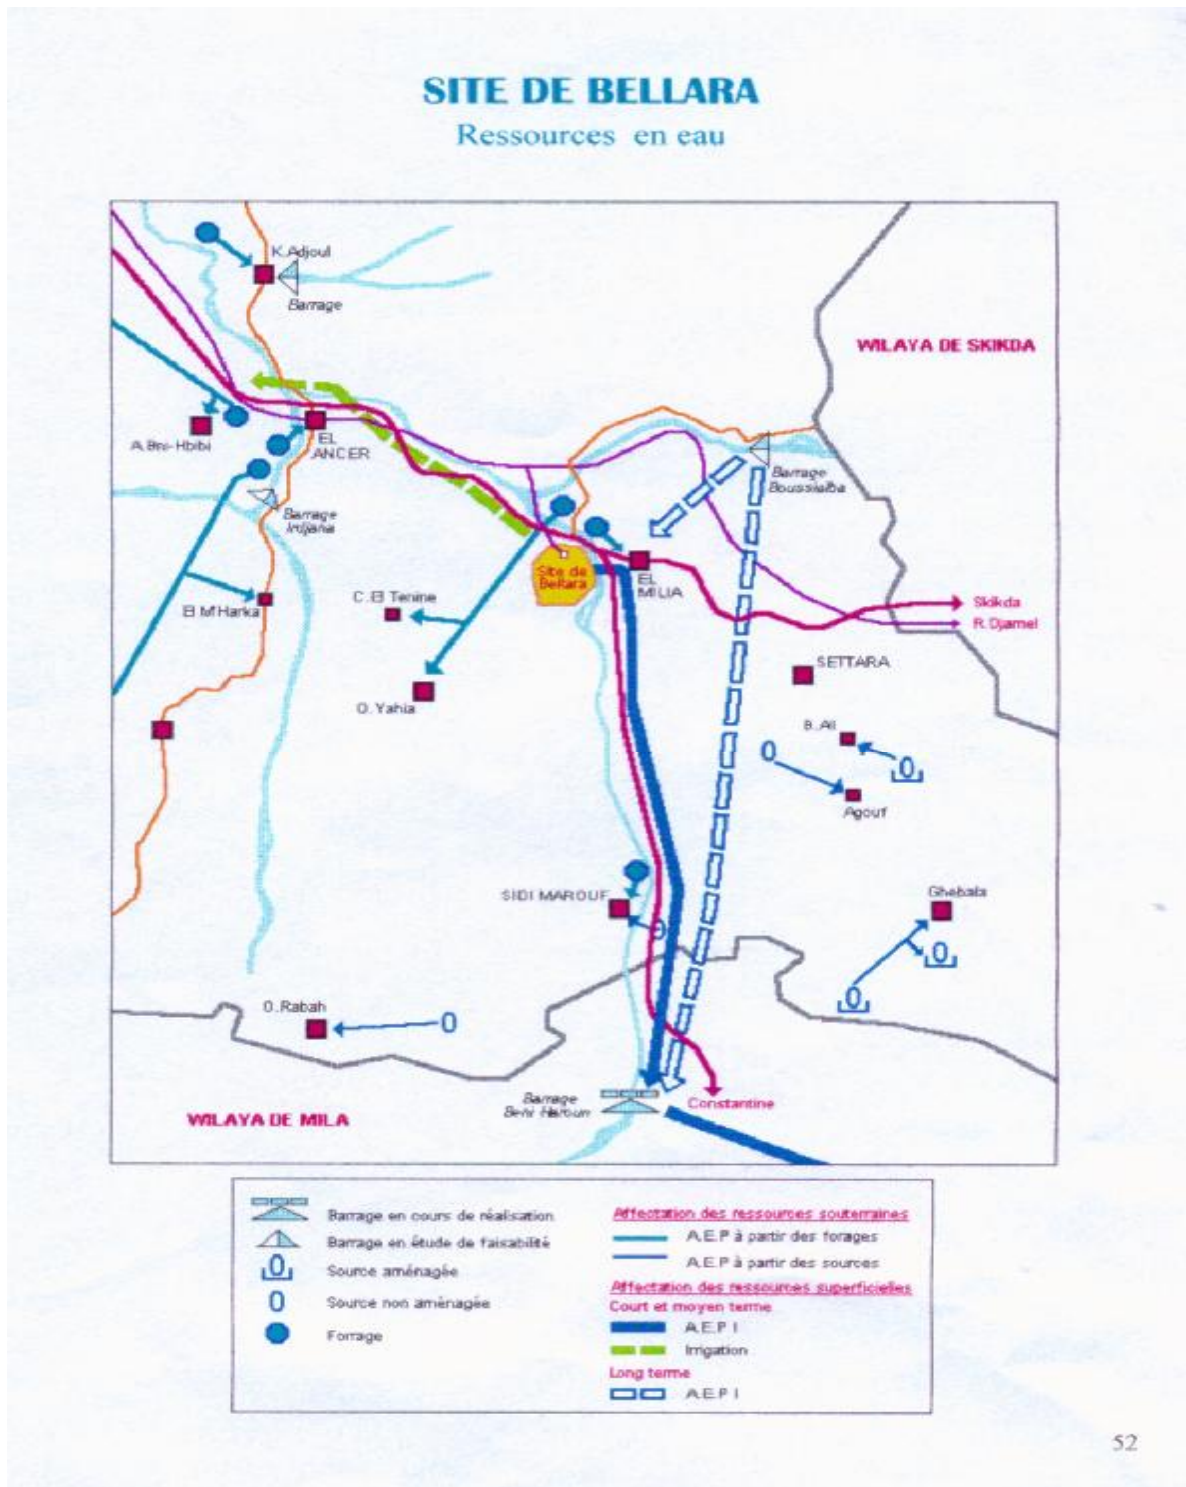 SITE DE BELLARA
Ressources en eau
K.Adjoul
Barrage
WILAYA DE SKIKDA
A.Bni-Hbibi
EL
ANCER
Barrage
Boussialba
Barrage
Irdjana
Site de
Bellara
EL
MILIA
C.El Tenine
El M'Harka
Skikda
R.Djamel
SETTARA
O.Yahia
B.Ali
Agouf
SIDI MAROUF
Ghebala
O.Rabah
Barrage
Beni Haroun
Constantine
WILAYA DE MILA
Barrage en cours de réalisation
Barrage en étude de faisabilité
Source aménagée
Source non aménagée
Forrage
Affectation des ressources souterraines
A.E.P à partir des forages
A.E.P à partir des sources
Affectation des ressources superficielles
Court et moyen terme
A.E.P I
Irrigation
Long terme
A.E.P I
52